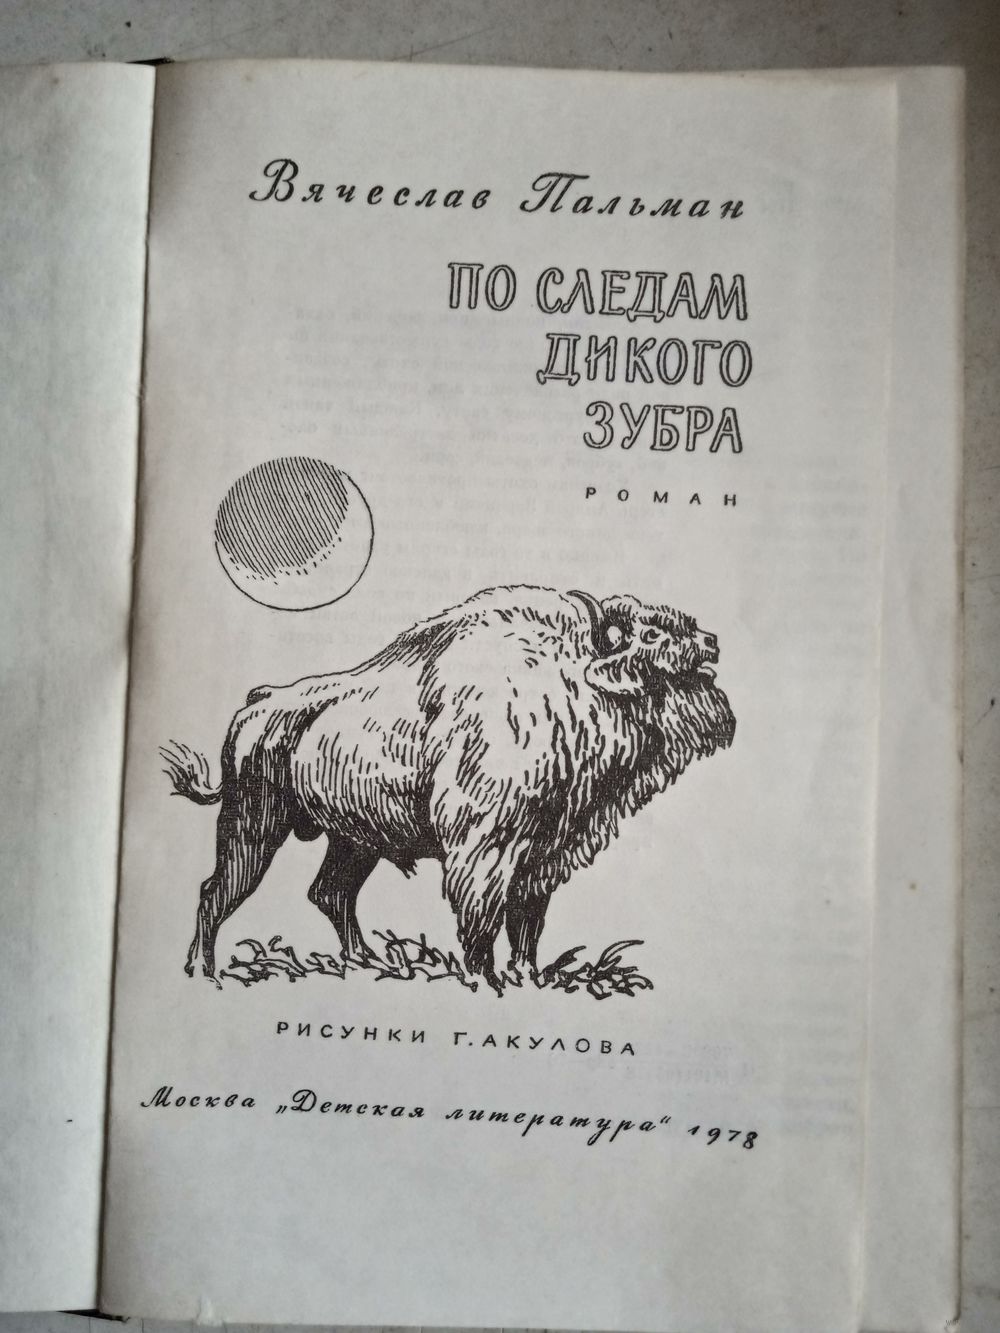 Вячеслав Пальман
ПО СЛЕДАМ
ДИКОГО
ЗУБРА
РОМАН
РИСУНКИ Г. АКУЛОВА
Москва „Детская литература“ 1978